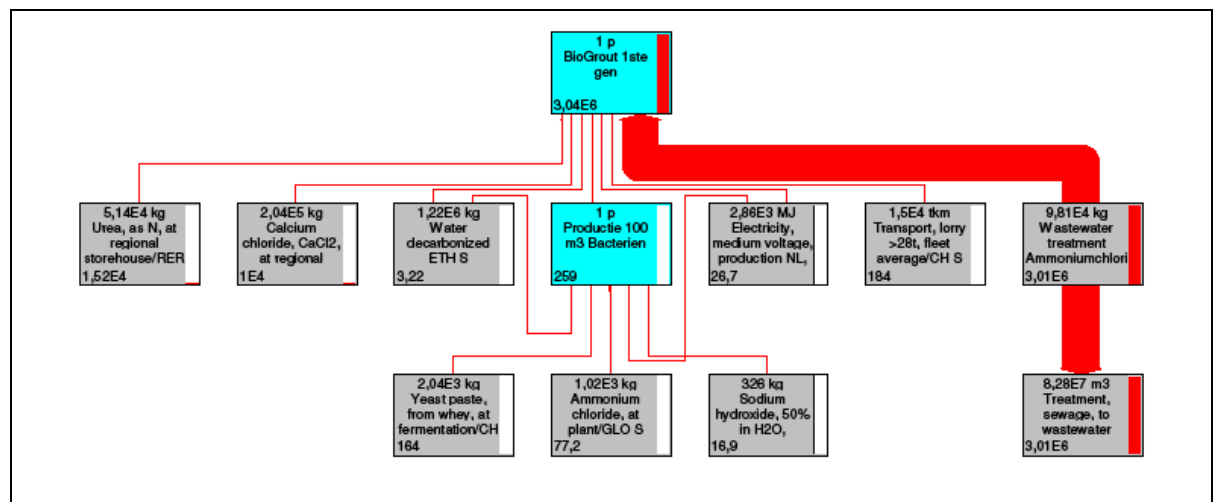 1 p
BioGrout 1ste
gen
3,04E6
5,14E4 kg
Urea, as N, at
regional
storehouse/RER
1,52E4
2,04E5 kg
Calcium
chloride, CaCl2,
at regional
1E4
1,22E6 kg
Water
decarbonized
ETH S
3,22
1 p
Productie 100
m3 Bacterien
259
2,86E3 MJ
Electricity,
medium voltage,
production NL,
26,7
1,5E4 tkm
Transport, lorry
>28t, fleet
average/CH S
184
9,81E4 kg
Wastewater
treatment
Ammoniumchlori
3,01E6
2,04E3 kg
Yeast paste,
from whey, at
fermentation/CH
164
1,02E3 kg
Ammonium
chloride, at
plant/GLO S
77,2
326 kg
Sodium
hydroxide, 50%
in H2O,
16,9
8,28E7 m3
Treatment,
sewage, to
wastewater
3,01E6